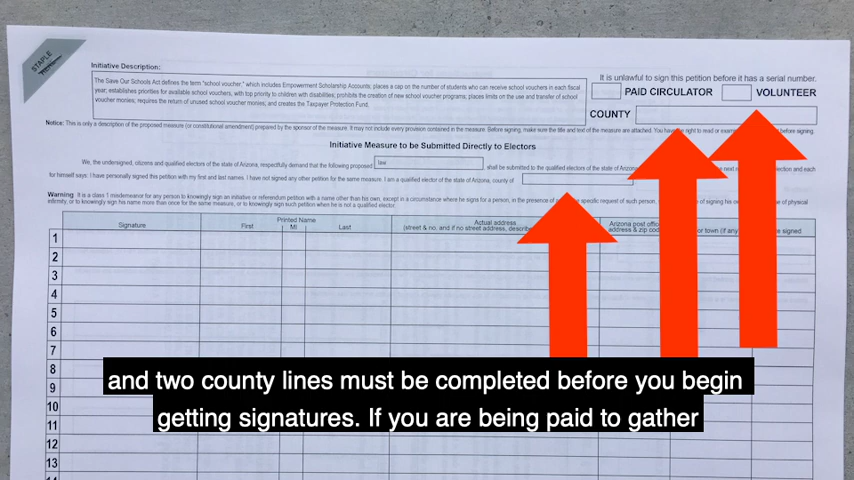 STAPLE
Initiative Description:
The Save Our Schools Act defines the term "school voucher," which includes Empowerment Scholarship Accounts; places a cap on the number of students who can receive school vouchers in each fiscal
year; establishes priorities for available school vouchers, with top priority to children with disabilities; prohibits the creation of new school voucher programs; places limits on the use and transfer of school
voucher monies; requires the return of unused school voucher monies; and creates the Taxpayer Protection Fund.
It is unlawful to sign this petition before it has a serial number.
PAID CIRCULATOR VOLUNTEER
COUNTY
Notice: This is only a description of the proposed measure (or constitutional amendment) prepared by the sponsor of the measure. It may not include every provision contained in the measure. Before signing, make sure the title and text of the measure are attached. You have the right to read or before signing.
Initiative Measure to be Submitted Directly to Electors
We, the undersigned, citizens and qualified electors of the state of Arizona, respectfully demand that the following proposed law shall be submitted to the qualified electors of the state of Arizona, next election and each
for himself says: I have personally signed this petition with my first and last names. I have not signed any other petition for the same measure. I am a qualified elector of the state of Arizona, county of
Warning It is a class 1 misdemeanor for any person to knowingly sign an initiative or referendum petition with a name other than his own, except in a circumstance where he signs for a person, in the presence of specific request of such person, of signing his of physical
infirmity, or to knowingly sign his name more than once for the same measure, or to knowingly sign such petition when he is not a qualified elector.
Signature Printed Name First MI Last Actual address (street & no. and if no street address, Arizona post address & zip or town (if any signed
1
2
3
4
5
6
7
8
9
10
11
12
13
and two county lines must be completed before you begin
getting signatures. If you are being paid to gather